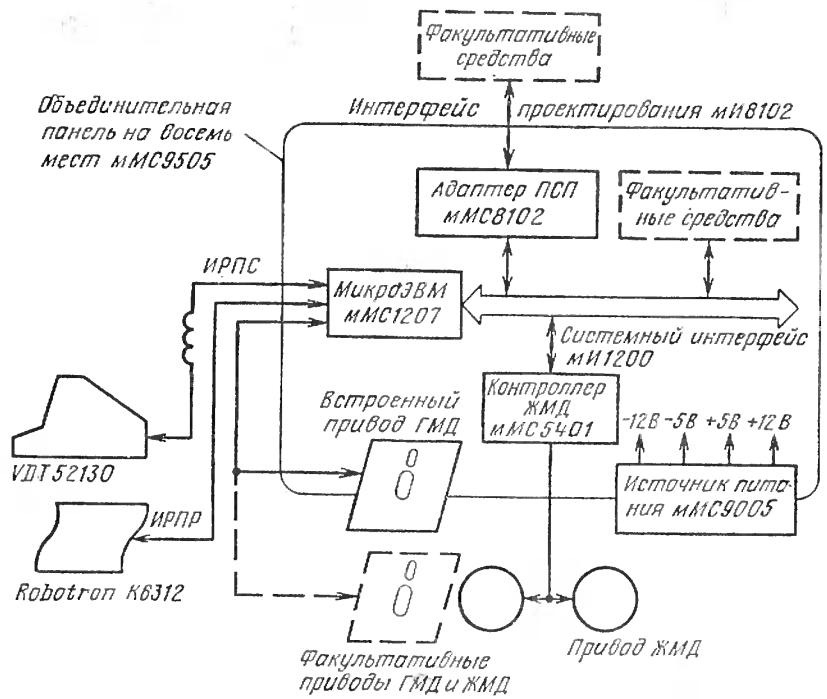 Факультативные
средства
Объединительная
панель на восемь
мест мМС9505
Интерфейс проектирования мИ8102
Адаптер ПСП
мМС8102
Факультатив-
ные средства
ИРПС
МикроЭВМ
мМС1207
Системный интерфейс
мИ1200
Контроллер
ЖМД
мМС5401
Встроенный
привод ГМД
-12В -5В +5В +12В
Источник пита-
ния мМС9005
VDT52130
ИРПР
Robotron K6312
Факультативные
приводы ГМД и ЖМД
Привод ЖМД